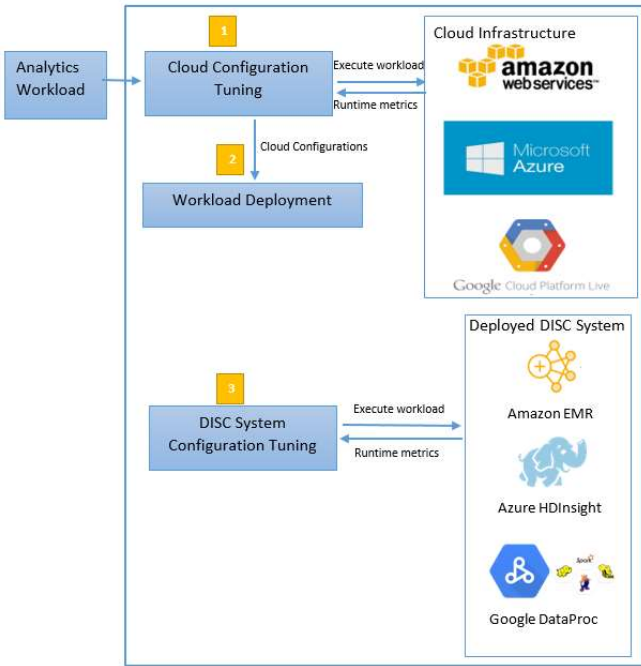 1
Analytics
Workload
Cloud Configuration
Tuning
Execute workload
Runtime metrics
Cloud Infrastructure
amazon
web services™
2
Cloud Configurations
Microsoft
Azure
Workload Deployment
Google Cloud Platform Live
Deployed DISC System
3
DISC System
Configuration Tuning
Execute workload
Runtime metrics
Amazon EMR
Azure HDInsight
Spark
Google DataProc